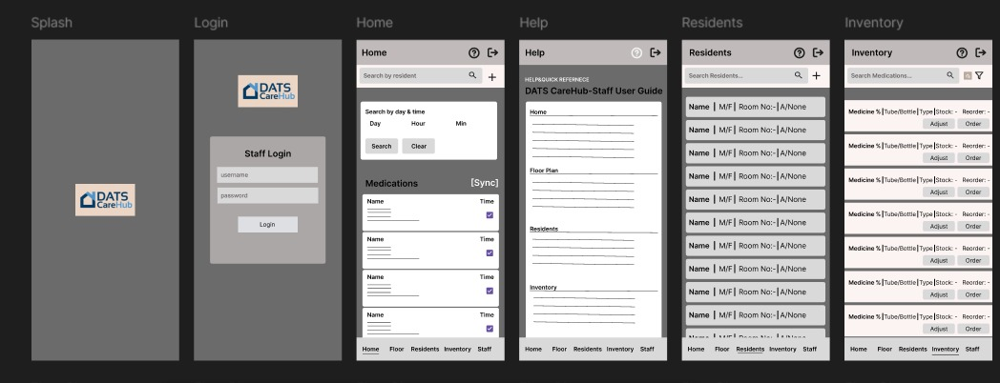 Splash
DATS
CareHub
Login
DATS
CareHub
Staff Login
username
password
Login
Home
Home
Search by resident
+
Search by day & time
Day Hour Min
Search Clear
Medications [Sync]
Name Time
Name Time
Name Time
Name Time
Home Floor Residents Inventory Staff
Help
Help
HELP&QUICK REFERNECE
DATS CareHub-Staff User Guide
Home
Floor Plan
Residents
Inventory
Home Floor Residents Inventory Staff
Residents
Residents
Search Residents...
+
Name | M/F| Room No:-|A/None
Name | M/F| Room No:-|A/None
Name | M/F| Room No:-|A/None
Name | M/F| Room No:-|A/None
Name | M/F| Room No:-|A/None
Name | M/F| Room No:-|A/None
Name | M/F| Room No:-|A/None
Name | M/F| Room No:-|A/None
Name | M/F| Room No:-|A/None
Name | M/F| Room No:-|A/None
Name | M/F| Room No:-|A/None
Home Floor Residents Inventory Staff
Inventory
Inventory
Search Medications...
Medicine %|Tube/Bottle|Type|Stock: - Reorder: -
Adjust Order
Medicine %|Tube/Bottle|Type|Stock: - Reorder: -
Adjust Order
Medicine %|Tube/Bottle|Type|Stock: - Reorder: -
Adjust Order
Medicine %|Tube/Bottle|Type|Stock: - Reorder: -
Adjust Order
Medicine %|Tube/Bottle|Type|Stock: - Reorder: -
Adjust Order
Medicine %|Tube/Bottle|Type|Stock: - Reorder: -
Adjust Order
Medicine %|Tube/Bottle|Type|Stock: - Reorder: -
Adjust Order
Home Floor Residents Inventory Staff